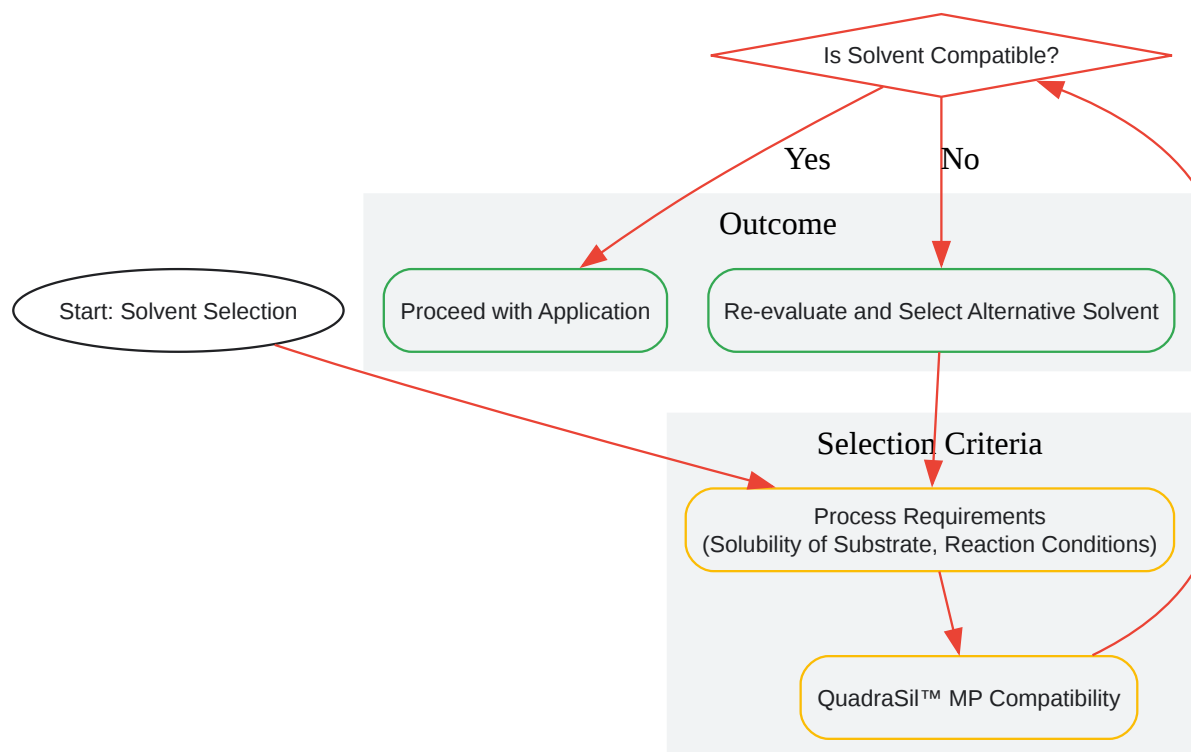 Is Solvent Compatible?
Yes
No
Outcome
Start: Solvent Selection
Proceed with Application
Re-evaluate and Select Alternative Solvent
Selection Criteria
Process Requirements
(Solubility of Substrate, Reaction Conditions)
QuadraSil™ MP Compatibility